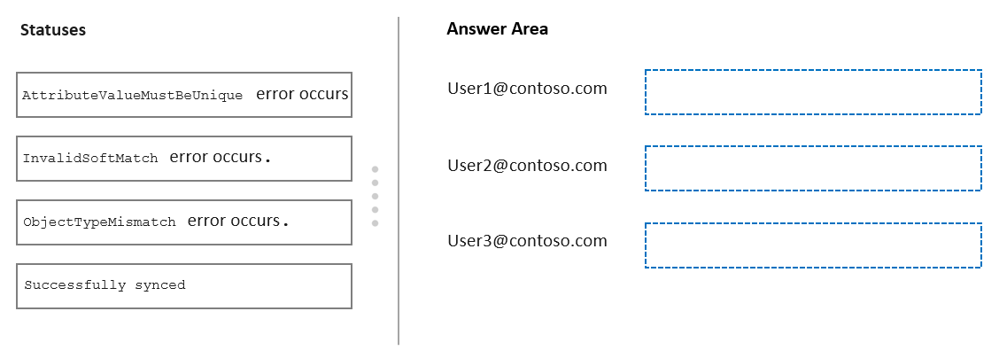 Statuses
AttributeValueMustBeUnique error occurs
InvalidSoftMatch error occurs.
ObjectTypeMismatch error occurs.
Successfully synced
Answer Area
User1@contoso.com
User2@contoso.com
User3@contoso.com